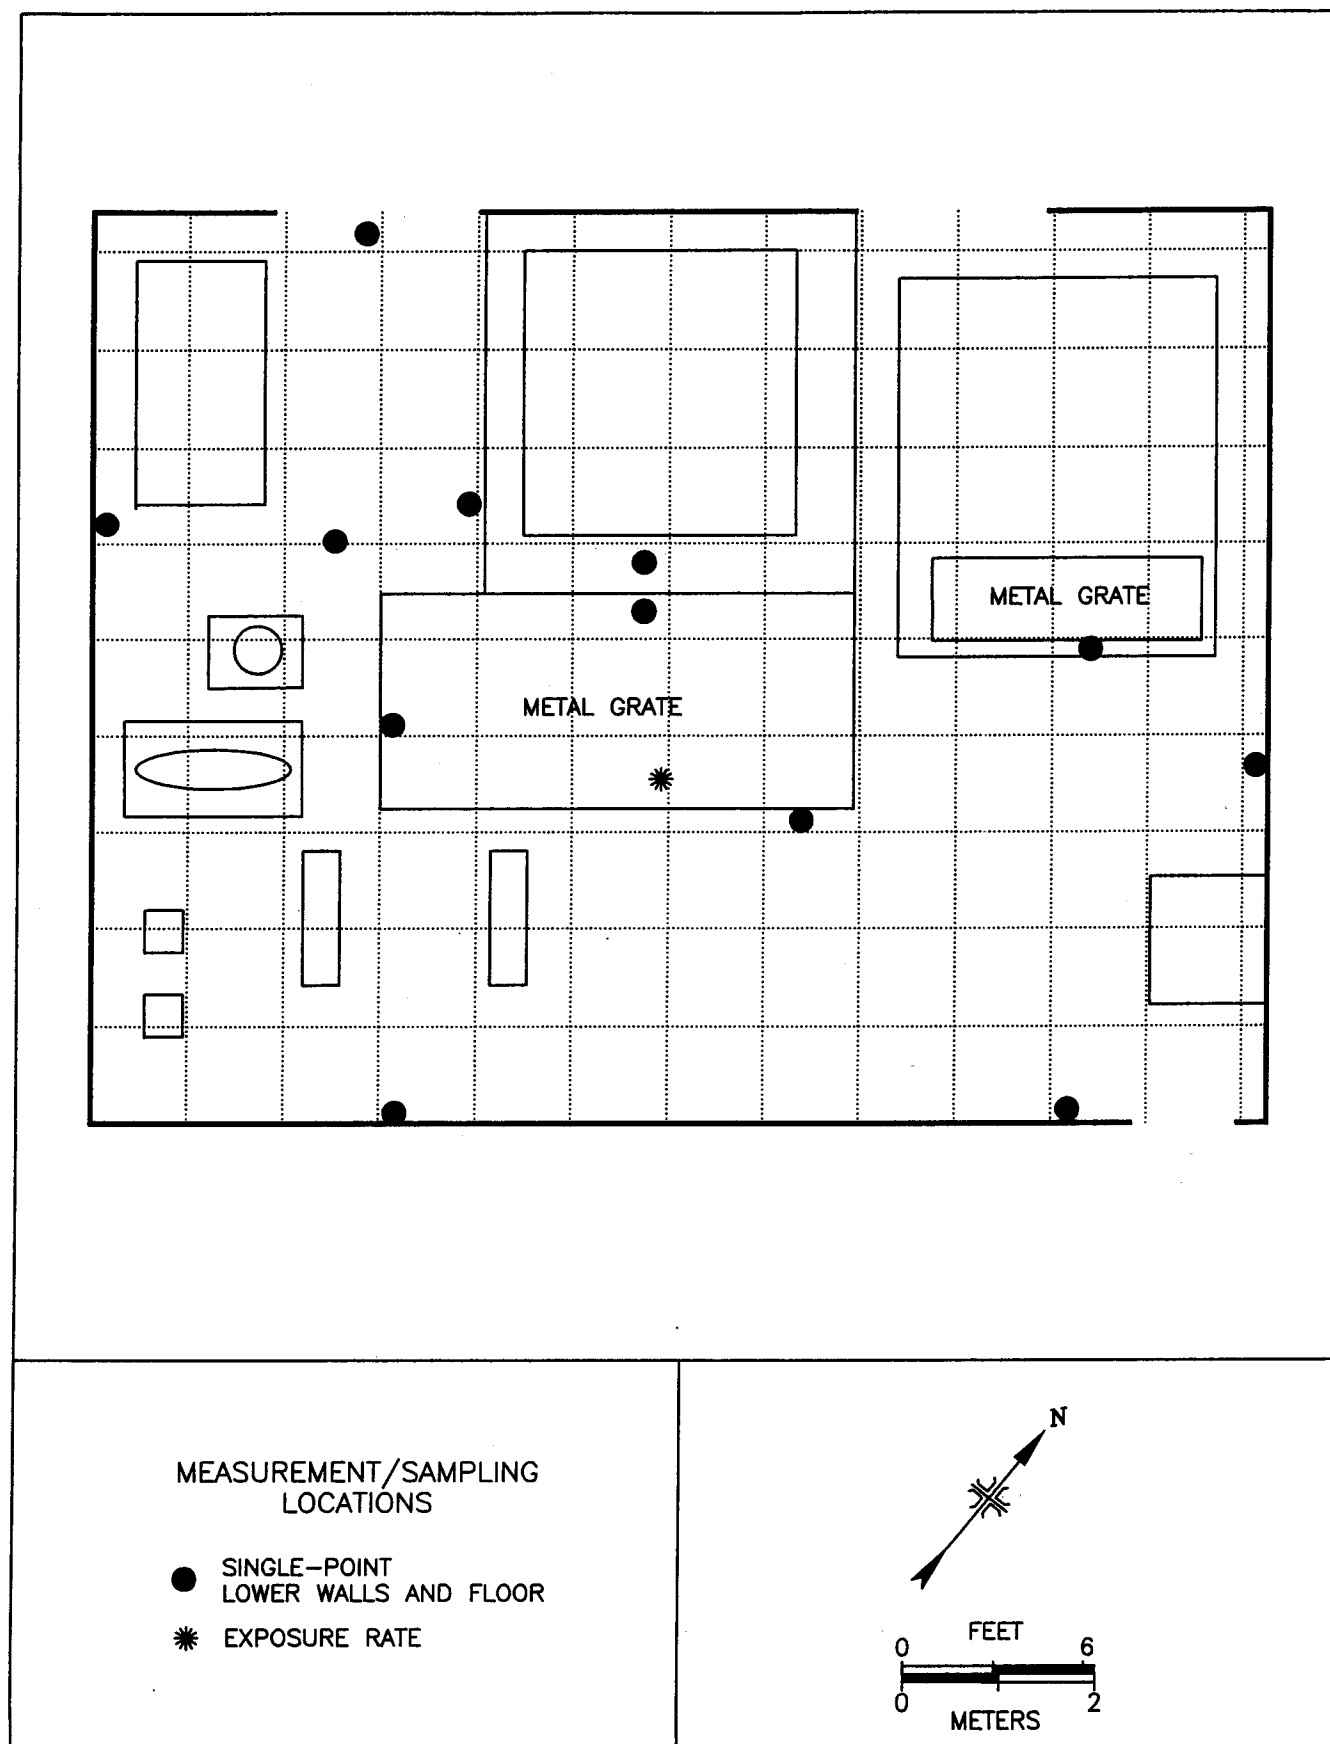 METAL GRATE
METAL GRATE
MEASUREMENT/SAMPLING
LOCATIONS
SINGLE-POINT
LOWER WALLS AND FLOOR
EXPOSURE RATE
N
FEET
0 6
0 2
METERS